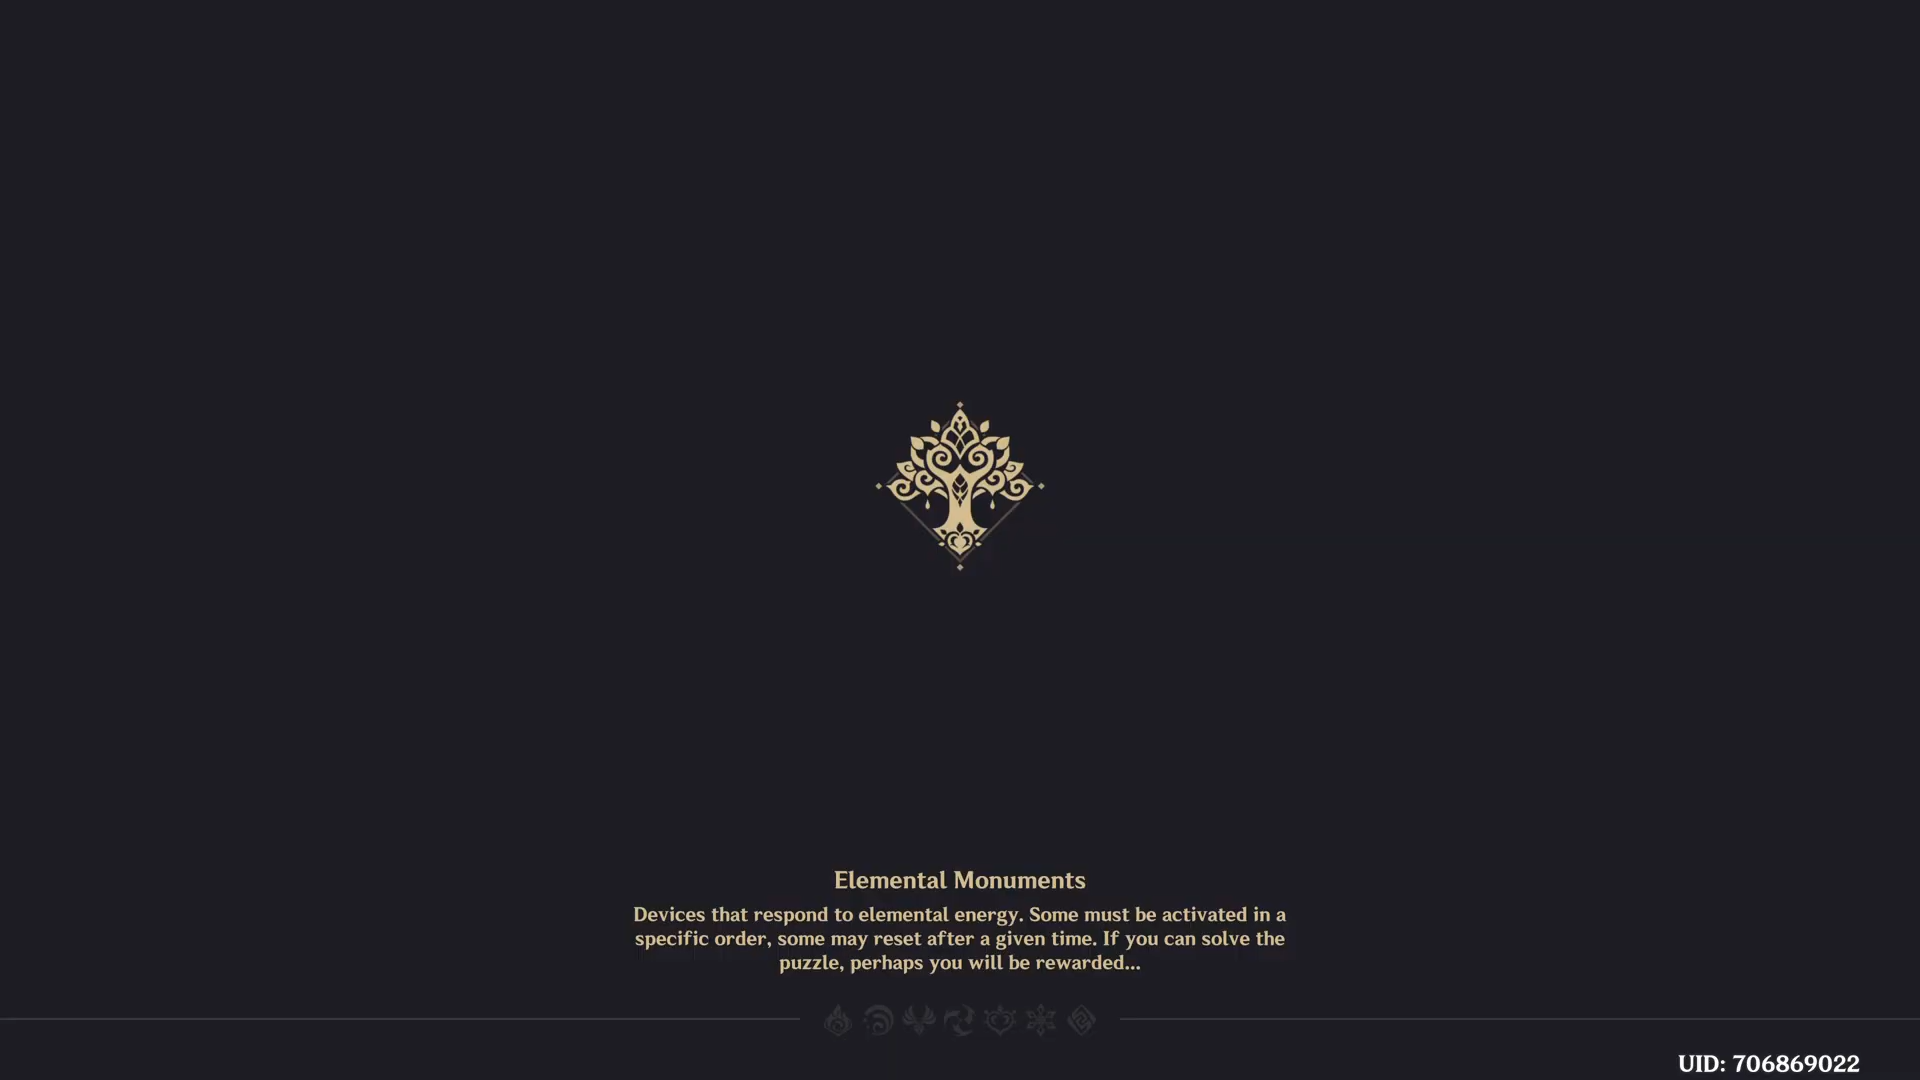 Elemental Monuments
Devices that respond to elemental energy. Some must be activated in a
specific order, some may reset after a given time. If you can solve the
puzzle, perhaps you will be rewarded...
UID: 706869022